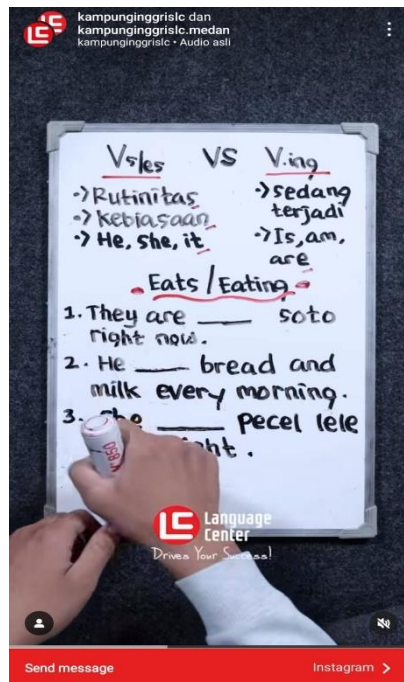 kampunginggrislc dan
kampunginggrislc.medan
kampunginggrislc • Audio asli
Vs/es VS V.ing
-> Rutinitas
-> Kebiasaan
-> He, She, it
-> sedang
terjadi
-> Is, am,
are
Eats / Eating
1. They are ____ soto
right now.
2. He ____ bread and
milk every morning.
3. ____ Pecel lele
LC Language
Center
Drives Your Success!
Send message
Instagram >